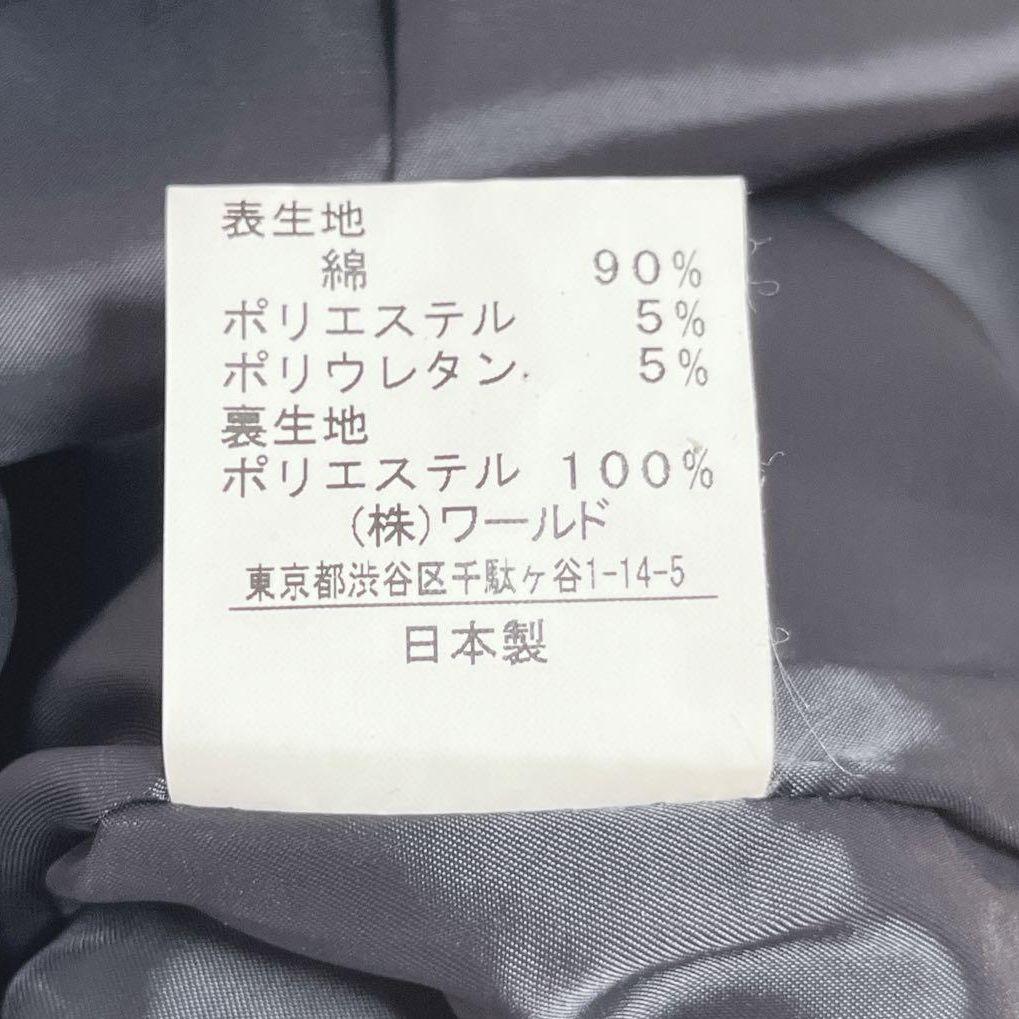 表生地
綿 90%
ポリエステル 5%
ポリウレタン 5%
裏生地
ポリエステル 100%
(株)ワールド
東京都渋谷区千駄ヶ谷1-14-5
日本製